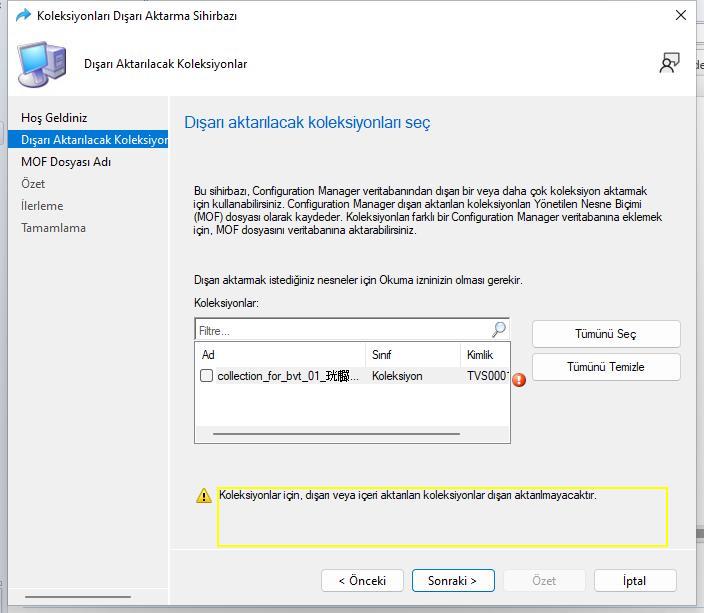 Koleksiyonları Dışarı Aktarma Sihirbazı
Dışarı Aktarılacak Koleksiyonlar
Hoş Geldiniz
Dışarı Aktarılacak Koleksiyon
MOF Dosyası Adı
Özet
İlerleme
Tamamlama
Dışarı aktarılacak koleksiyonları seç
Bu sihirbazı, Configuration Manager veritabanından dışarı bir veya daha çok koleksiyon aktarmak
için kullanabilirsiniz. Configuration Manager dışarı aktarılan koleksiyonları Yönetilen Nesne Biçimi
(MOF) dosyası olarak kaydeder. Koleksiyonları farklı bir Configuration Manager veritabanına eklemek
için, MOF dosyasını veritabanına aktarabilirsiniz.
Dışarı aktarmak istediğiniz nesneler için Okuma izninizin olması gerekir.
Koleksiyonlar:
Filtre...
Ad Sınıf Kimlik
collection_for_bvt_01_ Koleksiyon TVS0001
Tümünü Seç
Tümünü Temizle
Koleksiyonlar için, dışarı veya içeri aktarılan koleksiyonlar dışarı aktarılmayacaktır.
< Önceki
Sonraki >
Özet
İptal